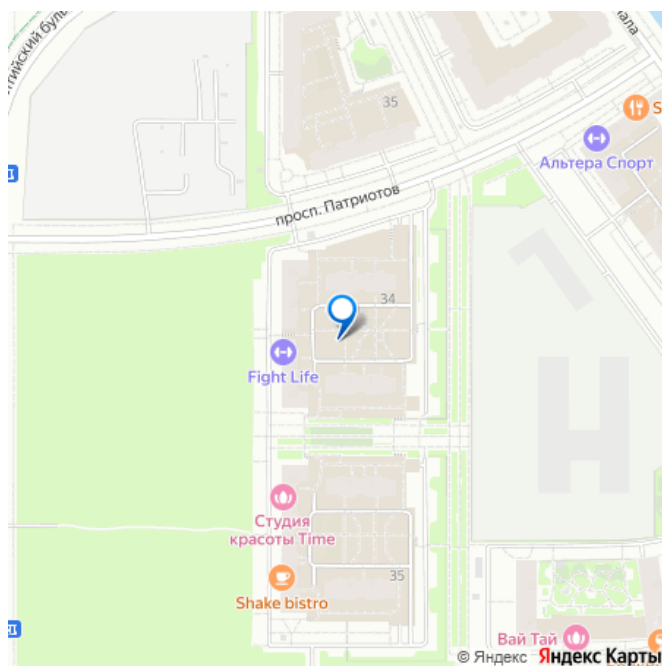 35
Альтера Спорт
просп. Патриотов
34
Fight Life
Студия
красоты Time
35
Shake bistro
Вай Тай
© Яндекс Яндекс Карты